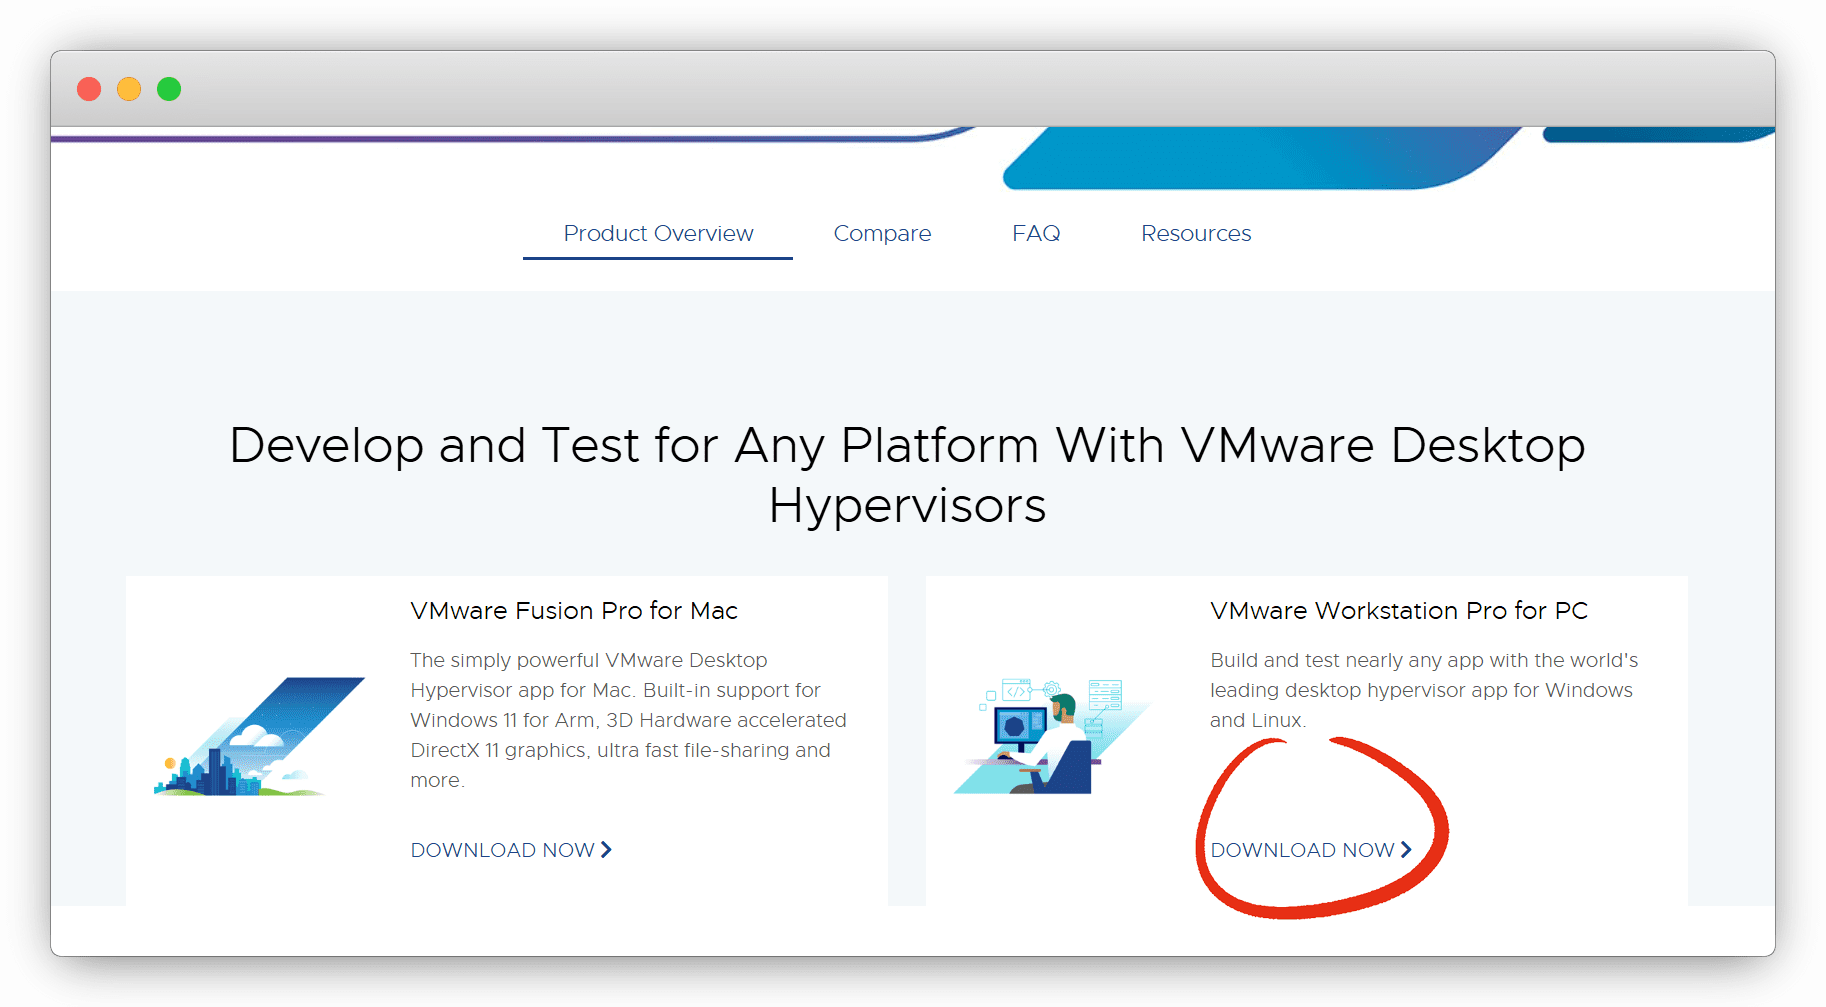 Product Overview
Compare
FAQ
Resources
Develop and Test for Any Platform With VMware Desktop
Hypervisors
VMware Fusion Pro for Mac
The simply powerful VMware Desktop
Hypervisor app for Mac. Built-in support for
Windows 11 for Arm, 3D Hardware accelerated
DirectX 11 graphics, ultra fast file-sharing and
more.
DOWNLOAD NOW
VMware Workstation Pro for PC
Build and test nearly any app with the world's
leading desktop hypervisor app for Windows
and Linux.
DOWNLOAD NOW